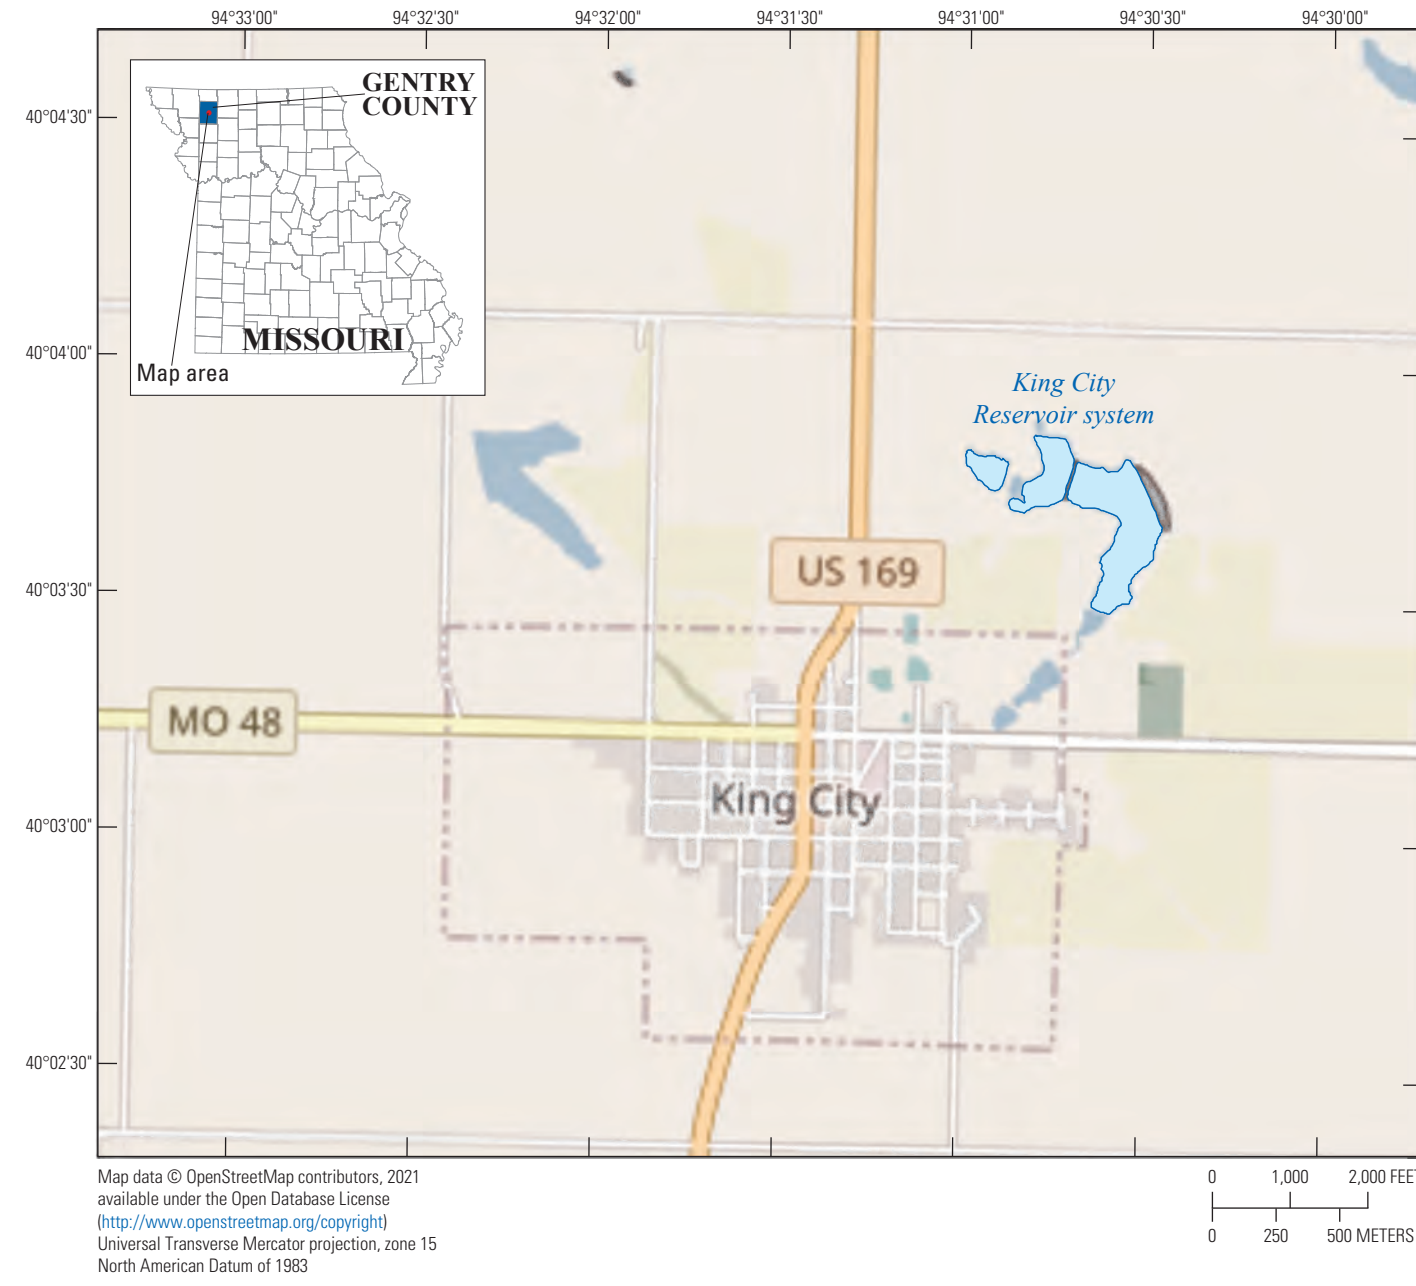 94°33'00" 94°32'30" 94°32'00" 94°31'30" 94°31'00" 94°30'30" 94°30'00"
GENTRY
COUNTY
40°04'30"
MISSOURI
40°04'00"
Map area
King City
Reservoir system
US 169
40°03'30"
MO 48
King City
40°03'00"
40°02'30"
Map data © OpenStreetMap contributors, 2021
available under the Open Database License
(http://www.openstreetmap.org/copyright)
Universal Transverse Mercator projection, zone 15
North American Datum of 1983
0 1,000 2,000 FEET
0 250 500 METERS